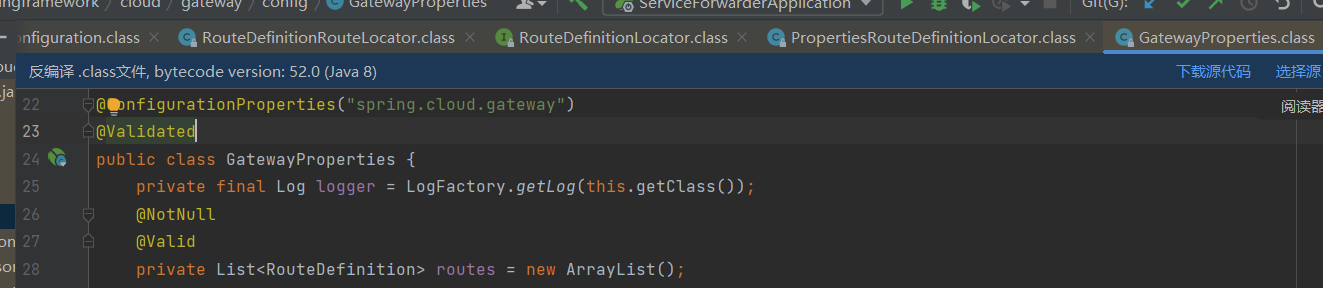 ingframework
cloud
gateway
config
GatewayProperties
ServiceForwarderApplication
Git(G):
onfiguration.class
RouteDefinitionRouteLocator.class
RouteDefinitionLocator.class
PropertiesRouteDefinitionLocator.class
GatewayProperties.class
反编译 .class文件, bytecode version: 52.0 (Java 8)
下载源代码
选择源
.ja
22 @ConfigurationProperties("spring.cloud.gateway")
阅读器
23 @Validated
24 public class GatewayProperties {
25 private final Log logger = LogFactory.getLog(this.getClass());
26 @NotNull
27 @Valid
28 private List<RouteDefinition> routes = new ArrayList();